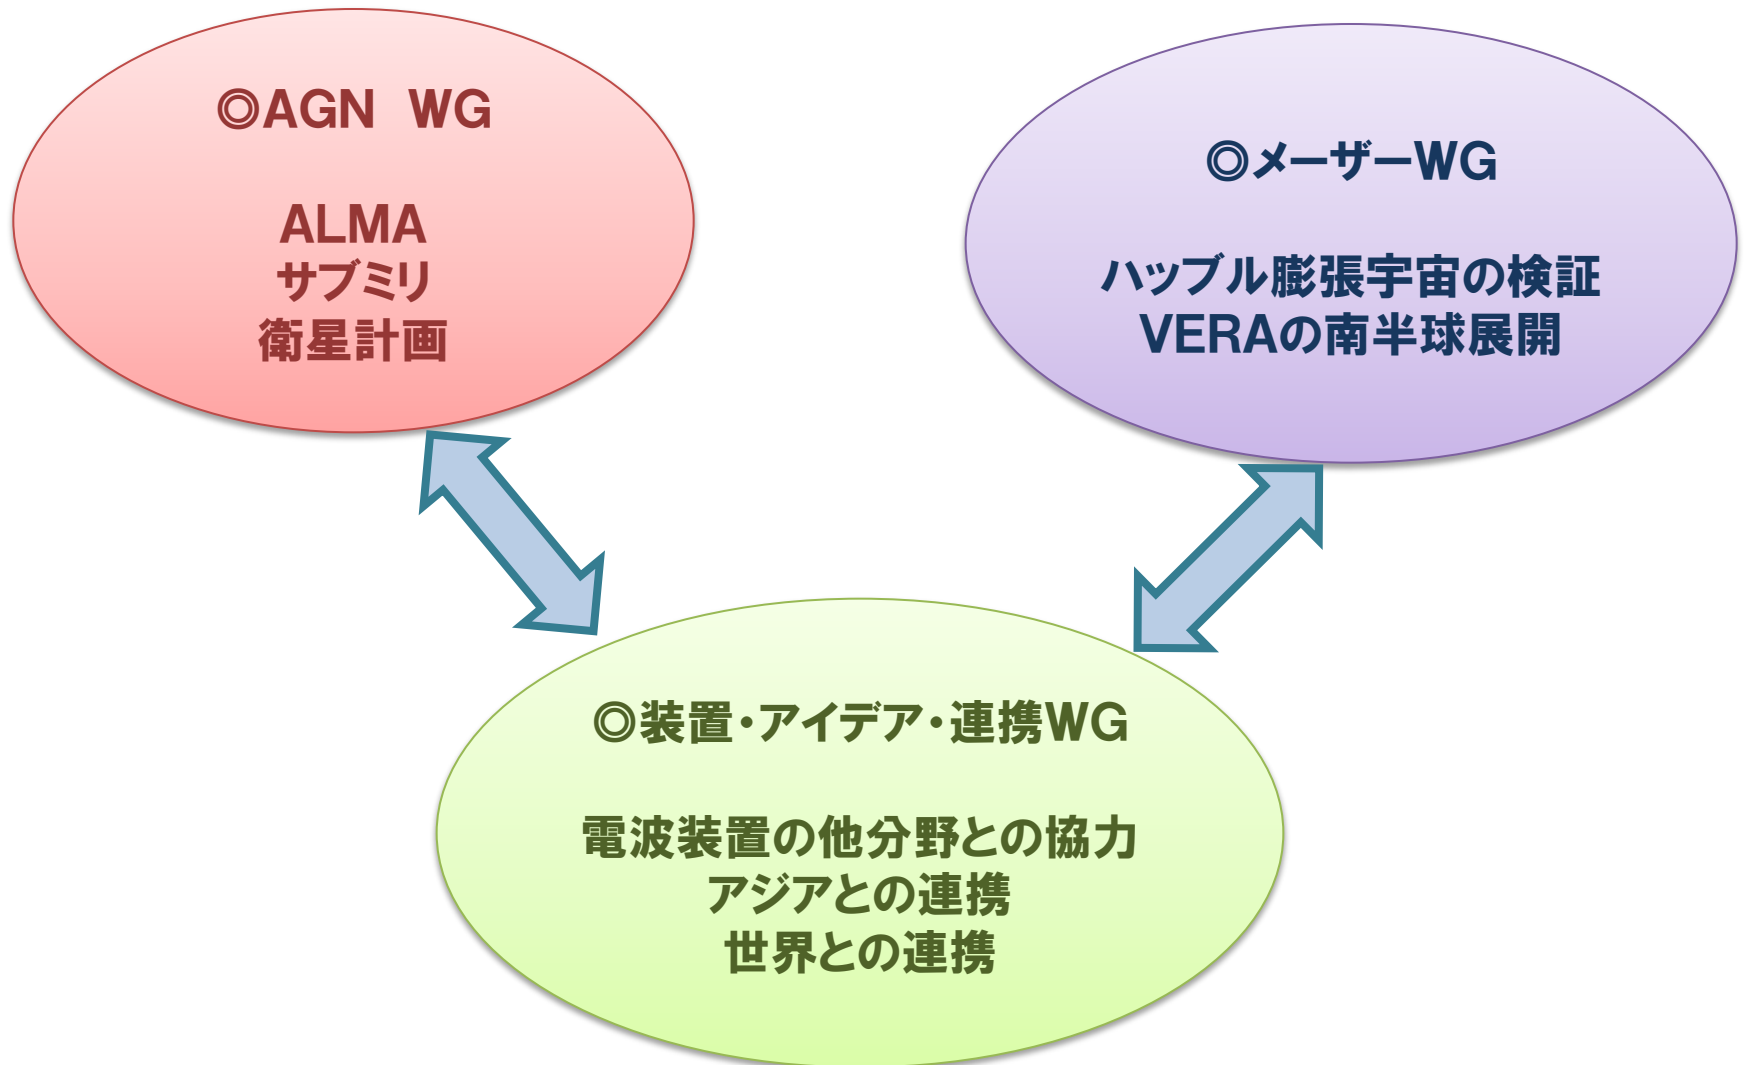 ◎AGN　WG
ALMA
サブミリ
衛星計画
◎メーザーWG
ハッブル膨張宇宙の検証
VERAの南半球展開
◎装置・アイデア・連携WG
電波装置の他分野との協力
アジアとの連携
世界との連携